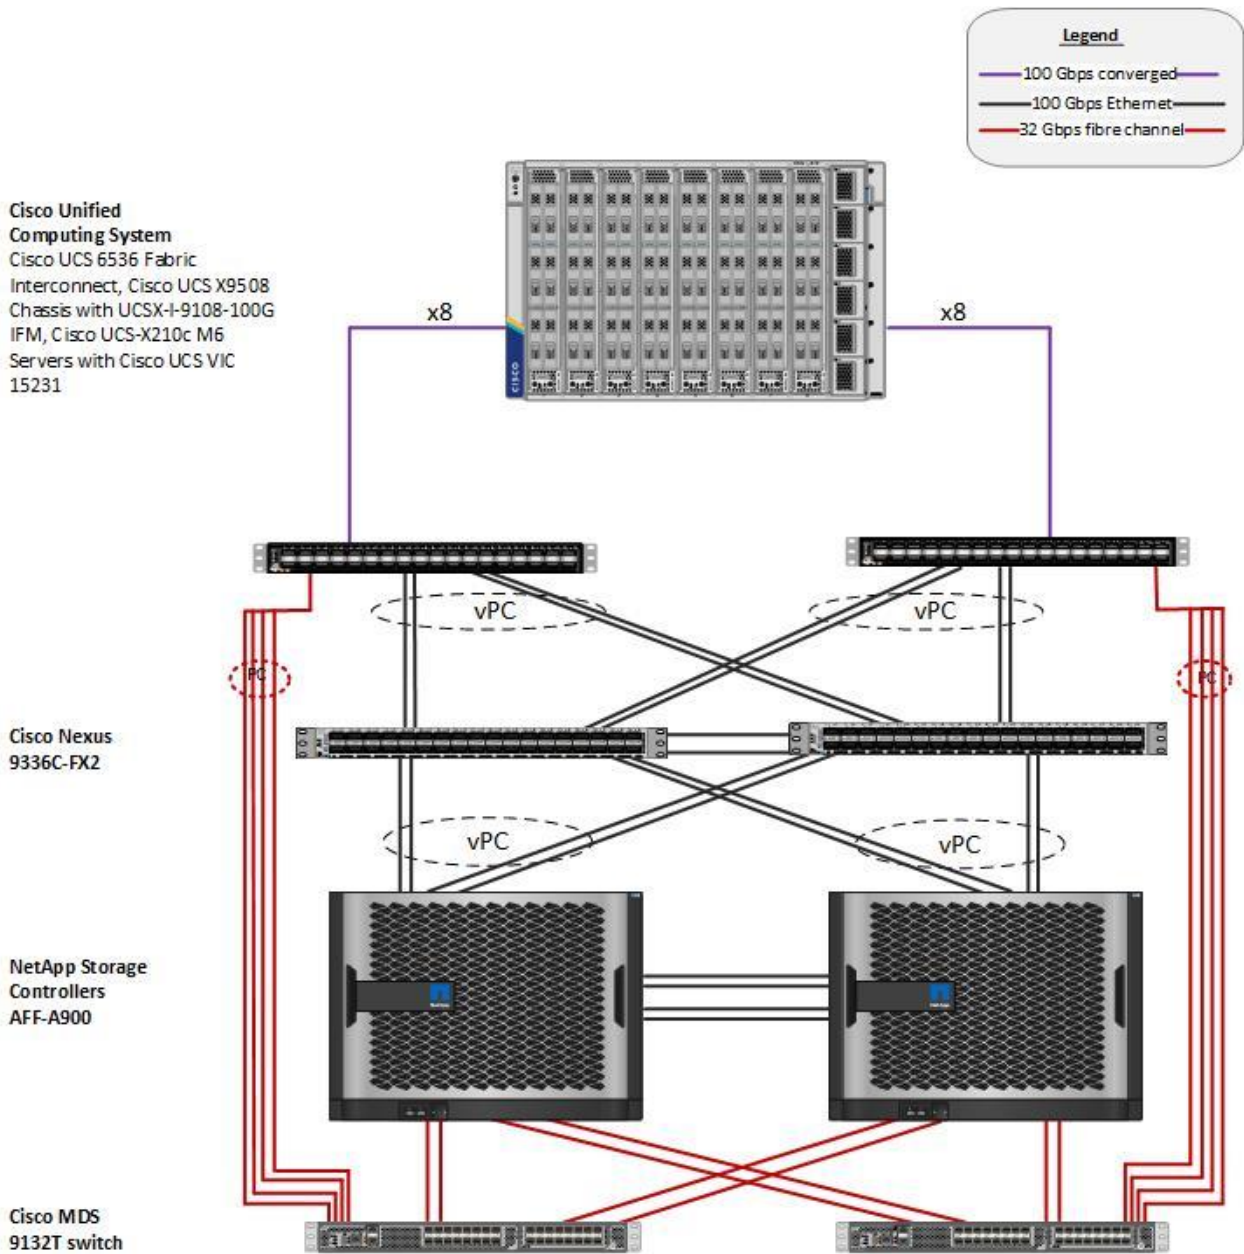 Legend
100 Gbps converged
100 Gbps Ethernet
32 Gbps fibre channel
Cisco Unified
Computing System
Cisco UCS 6536 Fabric
Interconnect, Cisco UCS X9508
Chassis with UCSX-I-9108-100G
IFM, Cisco UCS-X210c M6
Servers with Cisco UCS VIC
15231
x8
x8
CISCO
vPC
vPC
PC
PC
Cisco Nexus
9336C-FX2
vPC
vPC
NetApp Storage
Controllers
AFF-A900
Cisco MDS
9132T switch